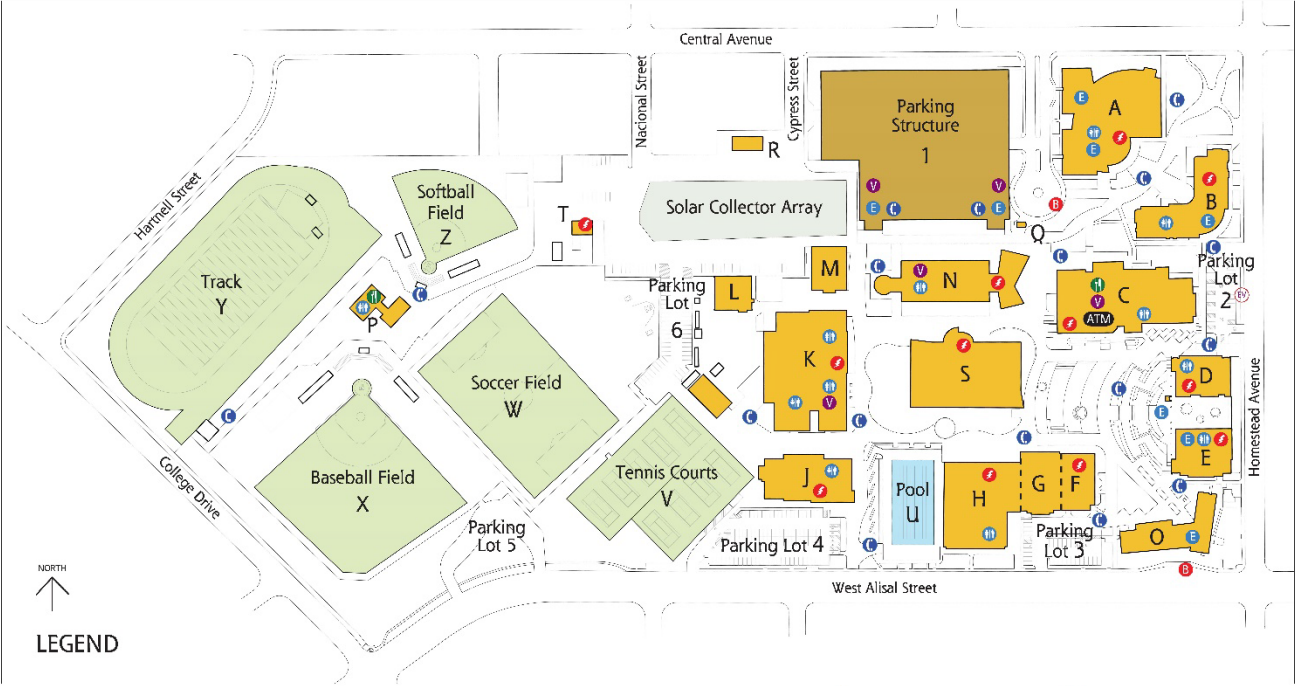 Central Avenue
Nacional Street
Cypress Street
Parking
Structure
1
V
V
E
E
A
E
E
B
B
E
R
Hartnell Street
Softball
Field
Z
T
Solar Collector Array
Q
Track
Y
P
Parking
Lot
6
L
M
N
V
C
V
ATM
Parking
Lot
2
EV
Soccer Field
W
K
V
S
D
E
E
E
Homestead Avenue
Baseball Field
X
College Drive
Tennis Courts
V
J
Pool
U
H
G
F
O
E
B
Parking
Lot 5
Parking Lot 4
Parking
Lot 3
West Alisal Street
NORTH
LEGEND